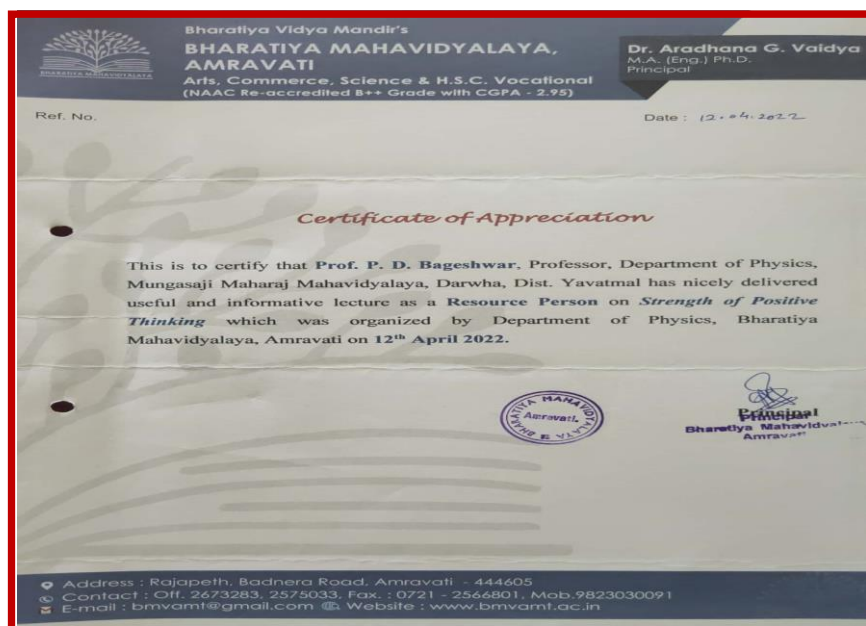 Bharatiya Vidya Mandir's
BHARATIYA MAHAVIDYALAYA,
AMRAVATI
Arts, Commerce, Science & H.S.C. Vocational
(NAAC Re-accredited B++ Grade with CGPA - 2.95)
BHARATIYA MAHAVIDYALAYA
Dr. Aradhana G. Vaidya
M.A. (Eng.) Ph.D.
Principal
Ref. No.
Date : 12.04.2022
Certificate of Appreciation
This is to certify that Prof. P. D. Bageshwar, Professor, Department of Physics,
Mungasaji Maharaj Mahavidyalaya, Darwha, Dist. Yavatmal has nicely delivered
useful and informative lecture as a Resource Person on Strength of Positive
Thinking which was organized by Department of Physics, Bharatiya
Mahavidyalaya, Amravati on 12th April 2022.
BHARATIYA MAHAVIDYALAYA
Amravati.
Principal
Principal
Bharatiya Mahavidyalaya
Amravati
Address : Rajapeth, Badnera Road, Amravati - 444605
Contact : Off. 2673283, 2575033, Fax. : 0721 - 2566801, Mob.9823030091
E-mail : bmvamt@gmail.com Website : www.bmvamt.ac.in